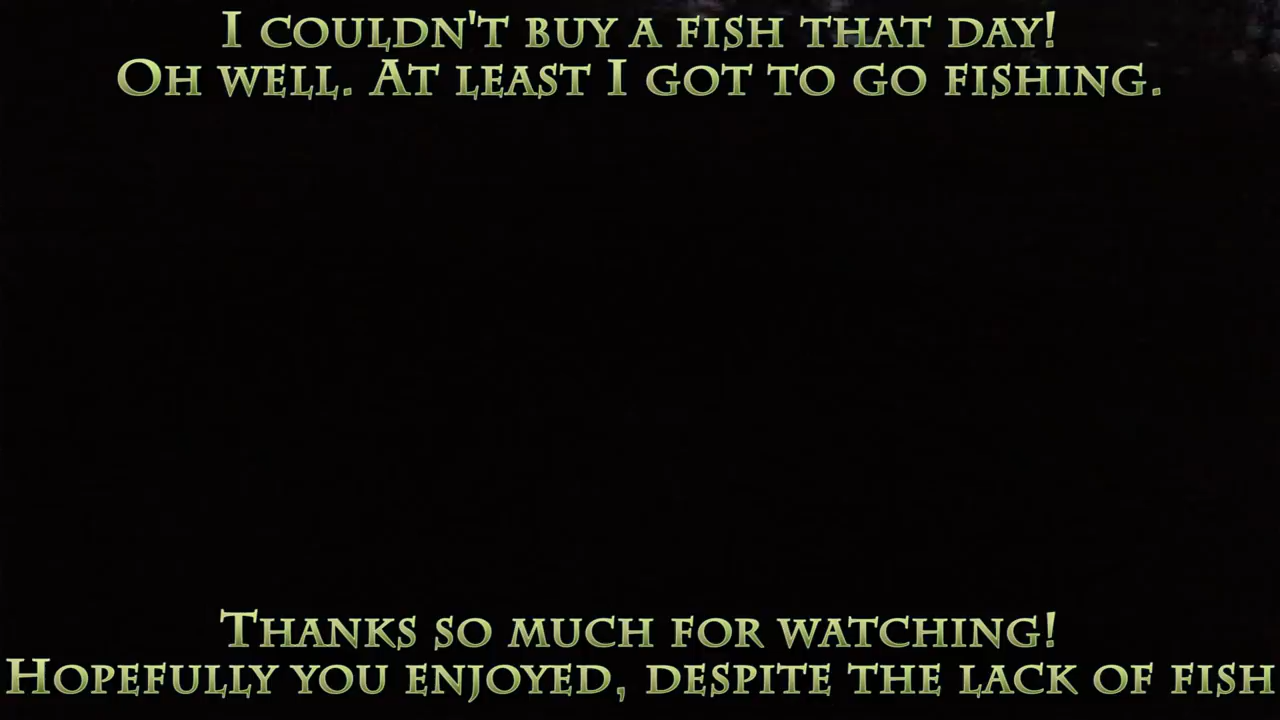 I couldn't buy a fish that day!
Oh well. At least I got to go fishing.
Thanks so much for watching!
Hopefully you enjoyed, despite the lack of fish